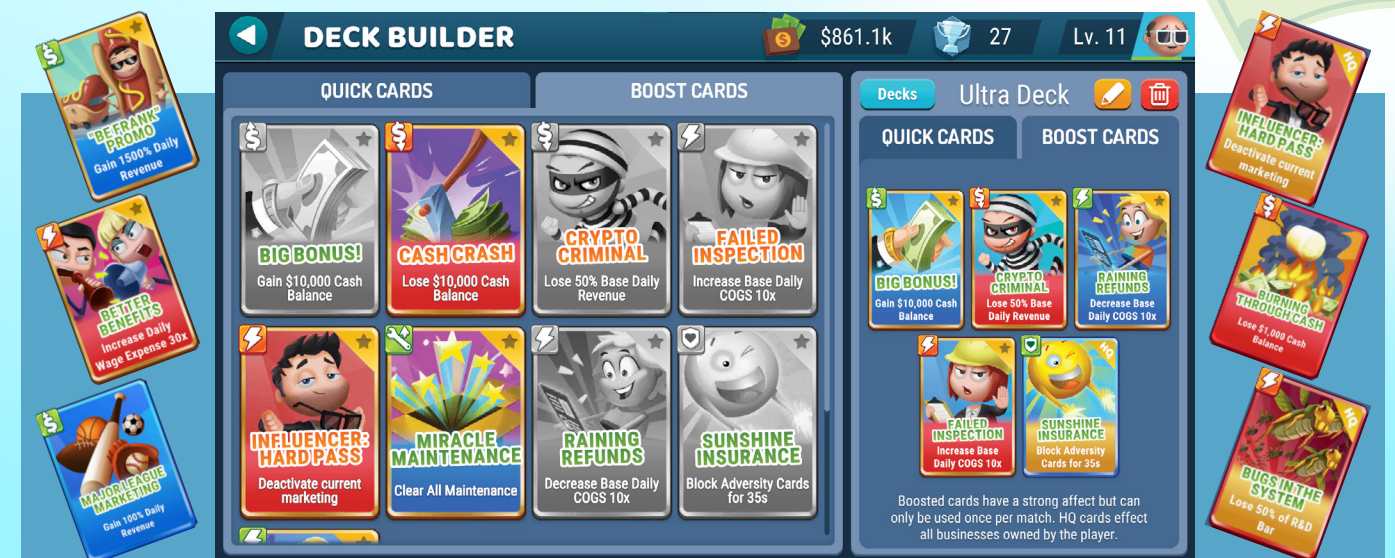 "BE FRANK"
PROMO
Gain 1500% Daily
Revenue
BETTER
BENEFITS
Increase Daily
Wage Expense 30x
MAJOR LEAGUE
MARKETING
Gain 100% Daily
Revenue
DECK BUILDER
$861.1k
27
Lv. 11
QUICK CARDS
BOOST CARDS
BIG BONUS!
Gain $10,000 Cash
Balance
CASH CRASH
Lose $10,000 Cash
Balance
CRYPTO
CRIMINAL
Lose 50% Base Daily
Revenue
FAILED
INSPECTION
Increase Base Daily
COGS 10x
INFLUENCER:
HARD PASS
Deactivate current
marketing
MIRACLE
MAINTENANCE
Clear All Maintenance
RAINING
REFUNDS
Decrease Base Daily
COGS 10x
SUNSHINE
INSURANCE
Block Adversity Cards
for 35s
Decks
Ultra Deck
QUICK CARDS
BOOST CARDS
BIG BONUS!
Gain $10,000 Cash
Balance
CRYPTO
CRIMINAL
Lose 50% Base
Daily Revenue
RAINING
REFUNDS
Decrease Base
Daily COGS 10x
FAILED
INSPECTION
Increase Base
Daily COGS 10x
HQ
SUNSHINE
INSURANCE
Block Adversity
Cards for 35s
Boosted cards have a strong affect but can
only be used once per match. HQ cards effect
all businesses owned by the player.
HQ
INFLUENCER:
HARD PASS
Deactivate current
marketing
BURNING
THROUGH CASH
Lose $1,000 Cash
Balance
HQ
BUGS IN THE
SYSTEM
Lose 50% of R&D
Bar